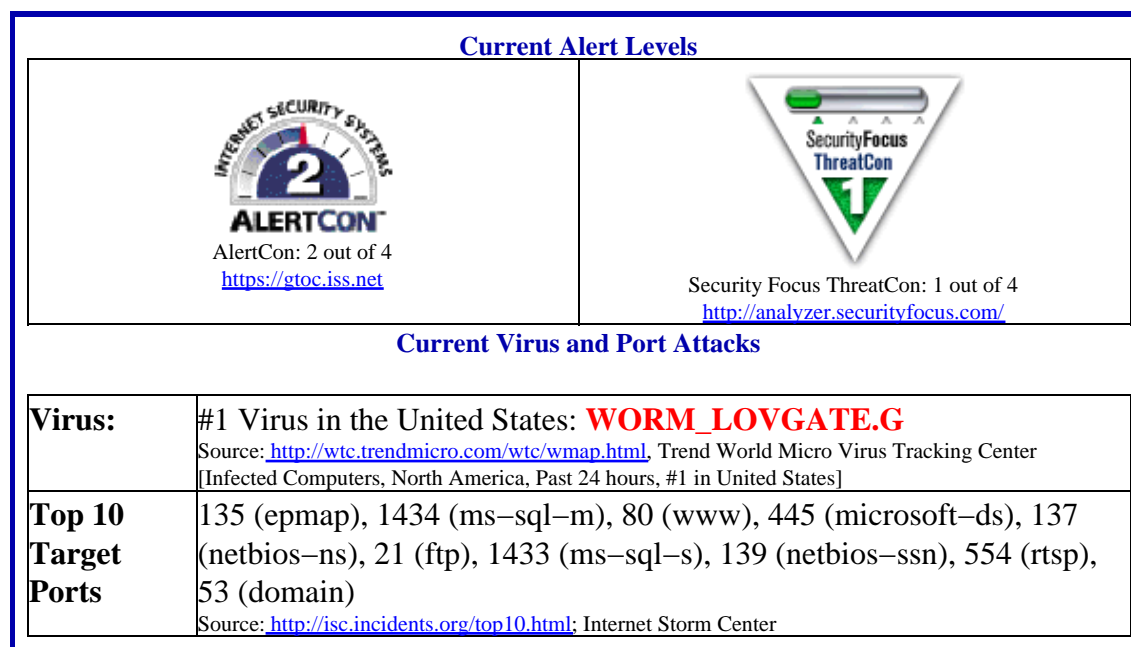 Current Alert Levels
INTERNET SECURITY SYSTEMS
2
ALERTCON™
AlertCon: 2 out of 4
https://gtoc.iss.net
SecurityFocus
ThreatCon
1
Security Focus ThreatCon: 1 out of 4
http://analyzer.securityfocus.com/
Current Virus and Port Attacks
Virus: #1 Virus in the United States: WORM_LOVGATE.G
Source: http://wtc.trendmicro.com/wtc/wmap.html, Trend World Micro Virus Tracking Center
[Infected Computers, North America, Past 24 hours, #1 in United States]
Top 10 Target Ports
135 (epmap), 1434 (ms−sql−m), 80 (www), 445 (microsoft−ds), 137
(netbios−ns), 21 (ftp), 1433 (ms−sql−s), 139 (netbios−ssn), 554 (rtsp),
53 (domain)
Source: http://isc.incidents.org/top10.html; Internet Storm Center